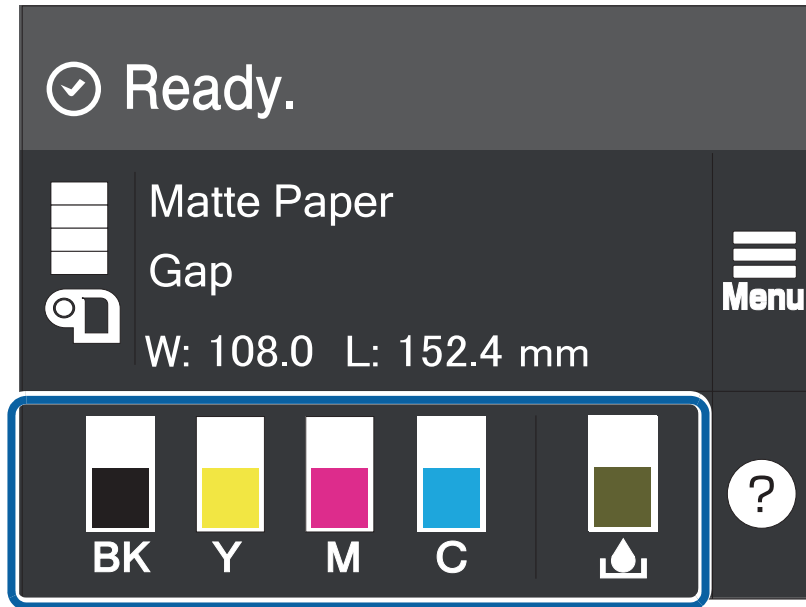 Ready.
Matte Paper
Gap
W: 108.0 L: 152.4 mm
Menu
BK Y M C
?